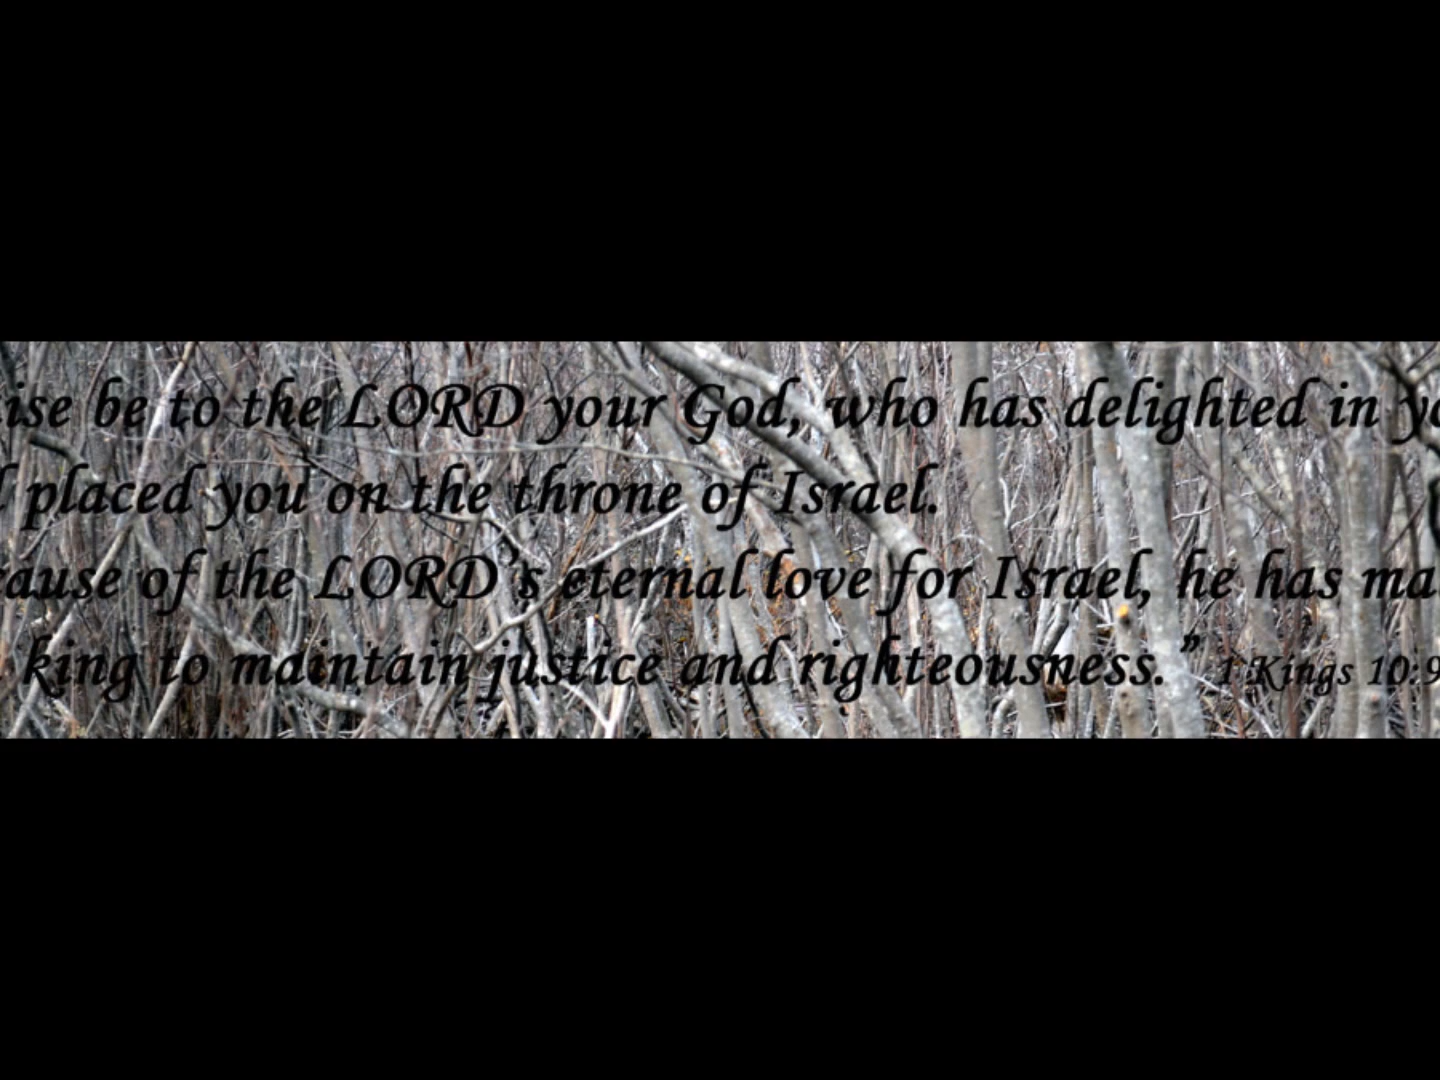 ise be to the LORD your God, who has delighted in yo
placed you on the throne of Israel.
ause of the LORD's eternal love for Israel, he has ma
king to maintain justice and righteousness.” 1 Kings 10:9